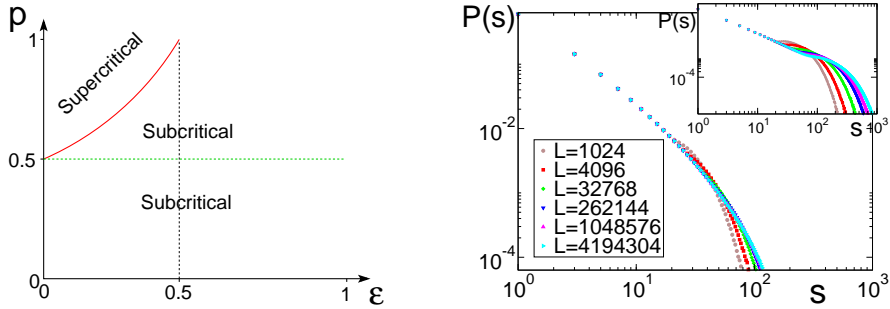 p
1
Supercritical
Subcritical
0.5
Subcritical
0
0
0.5
1
ε
P(s)
10^-2
10^-4
10^0
10^1
10^2
10^3
s
L=1024
L=4096
L=32768
L=262144
L=1048576
L=4194304
P(s)
10^-4
10^0
10^1
10^2
10^3
s